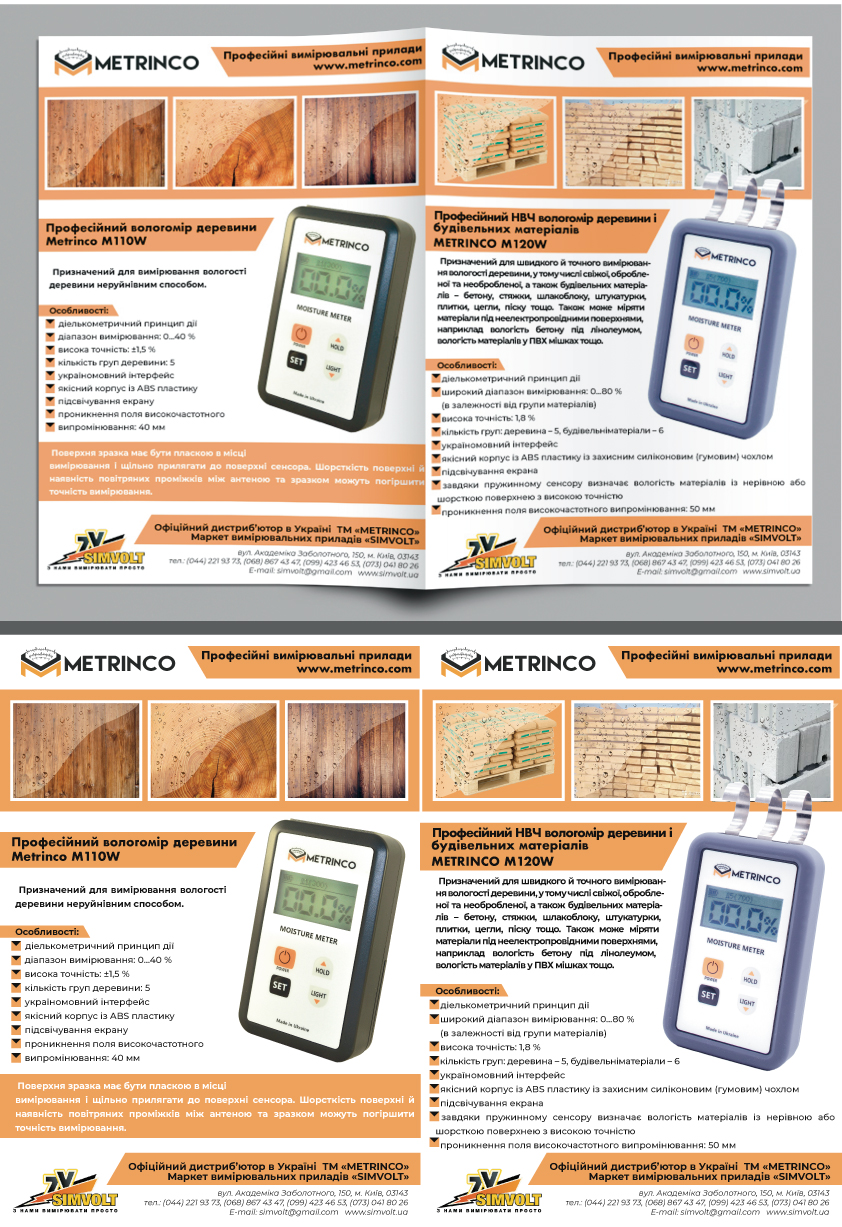 METRINCO
Професійні вимірювальні прилади
www.metrinco.com
Професійний вологомір деревини
Metrinco M110W
Призначений для вимірювання вологості
деревини неруйнівним способом.
Особливості:
діелькометричний принцип дії
діапазон вимірювання: 0...40 %
висока точність: ±1,5 %
кількість груп деревини: 5
україномовний інтерфейс
якісний корпус із ABS пластику
підсвічування екрану
проникнення поля високочастотного
випромінювання: 40 мм
METRINCO
00.0%
MOISTURE METER
POWER
HOLD
SET
LIGHT
Made in Ukraine
Поверхня зразка має бути пласкою в місці
вимірювання і щільно прилягати до поверхні сенсора. Шорсткість поверхні й
наявність повітряних проміжків між антеною та зразком можуть погіршити
точність вимірювання.
Офіційний дистриб’ютор в Україні ТМ «METRINCO»
Маркет вимірювальних приладів «SIMVOLT»
SIMVOLT
З НАМИ ВИМІРЮВАТИ ПРОСТО
вул. Академіка Заболотного, 150, м. Київ, 03143
тел.: (044) 221 93 73, (068) 867 43 47, (099) 423 46 53, (073) 041 80 26
E-mail: simvolt@gmail.com www.simvolt.ua
METRINCO
Професійні вимірювальні прилади
www.metrinco.com
Професійний НВЧ вологомір деревини і
будівельних матеріалів
METRINCO M120W
Призначений для швидкого й точного вимірюван-
ня вологості деревини, у тому числі свіжої, обробле-
ної та необробленої, а також будівельних матеріа-
лів – бетону, стяжки, шлакоблоку, штукатурки,
плитки, цегли, піску тощо. Також може міряти
матеріали під неелектропровідними поверхнями,
наприклад вологість бетону під лінолеумом,
вологість матеріалів у ПВХ мішках тощо.
Особливості:
діелькометричний принцип дії
широкий діапазон вимірювання: 0...80 %
(в залежності від групи матеріалів)
висока точність: 1,8 %
кількість груп: деревина – 5, будівельніматеріали – 6
україномовний інтерфейс
якісний корпус із ABS пластику із захисним силіконовим (гумовим) чохлом
підсвічування екрана
завдяки пружинному сенсору визначає вологість матеріалів із нерівною або
шорсткою поверхнею з високою точністю
проникнення поля високочастотного випромінювання: 50 мм
METRINCO
00.0%
MOISTURE METER
POWER
HOLD
SET
LIGHT
Made in Ukraine
Офіційний дистриб’ютор в Україні ТМ «METRINCO»
Маркет вимірювальних приладів «SIMVOLT»
SIMVOLT
З НАМИ ВИМІРЮВАТИ ПРОСТО
вул. Академіка Заболотного, 150, м. Київ, 03143
тел.: (044) 221 93 73, (068) 867 43 47, (099) 423 46 53, (073) 041 80 26
E-mail: simvolt@gmail.com www.simvolt.ua
METRINCO
Професійні вимірювальні прилади
www.metrinco.com
Професійний вологомір деревини
Metrinco M110W
Призначений для вимірювання вологості
деревини неруйнівним способом.
Особливості:
діелькометричний принцип дії
діапазон вимірювання: 0...40 %
висока точність: ±1,5 %
кількість груп деревини: 5
україномовний інтерфейс
якісний корпус із ABS пластику
підсвічування екрану
проникнення поля високочастотного
випромінювання: 40 мм
METRINCO
00.0%
MOISTURE METER
POWER
HOLD
SET
LIGHT
Made in Ukraine
Поверхня зразка має бути пласкою в місці
вимірювання і щільно прилягати до поверхні сенсора. Шорсткість поверхні й
наявність повітряних проміжків між антеною та зразком можуть погіршити
точність вимірювання.
Офіційний дистриб’ютор в Україні ТМ «METRINCO»
Маркет вимірювальних приладів «SIMVOLT»
SIMVOLT
З НАМИ ВИМІРЮВАТИ ПРОСТО
вул. Академіка Заболотного, 150, м. Київ, 03143
тел.: (044) 221 93 73, (068) 867 43 47, (099) 423 46 53, (073) 041 80 26
E-mail: simvolt@gmail.com www.simvolt.ua
METRINCO
Професійні вимірювальні прилади
www.metrinco.com
Професійний НВЧ вологомір деревини і
будівельних матеріалів
METRINCO M120W
Призначений для швидкого й точного вимірюван-
ня вологості деревини, у тому числі свіжої, обробле-
ної та необробленої, а також будівельних матеріа-
лів – бетону, стяжки, шлакоблоку, штукатурки,
плитки, цегли, піску тощо. Також може міряти
матеріали під неелектропровідними поверхнями,
наприклад вологість бетону під лінолеумом,
вологість матеріалів у ПВХ мішках тощо.
Особливості:
діелькометричний принцип дії
широкий діапазон вимірювання: 0...80 %
(в залежності від групи матеріалів)
висока точність: 1,8 %
кількість груп: деревина – 5, будівельніматеріали – 6
україномовний інтерфейс
якісний корпус із ABS пластику із захисним силіконовим (гумовим) чохлом
підсвічування екрана
завдяки пружинному сенсору визначає вологість матеріалів із нерівною або
шорсткою поверхнею з високою точністю
проникнення поля високочастотного випромінювання: 50 мм
METRINCO
00.0%
MOISTURE METER
POWER
HOLD
SET
LIGHT
Made in Ukraine
Офіційний дистриб’ютор в Україні ТМ «METRINCO»
Маркет вимірювальних приладів «SIMVOLT»
SIMVOLT
З НАМИ ВИМІРЮВАТИ ПРОСТО
вул. Академіка Заболотного, 150, м. Київ, 03143
тел.: (044) 221 93 73, (068) 867 43 47, (099) 423 46 53, (073) 041 80 26
E-mail: simvolt@gmail.com www.simvolt.ua